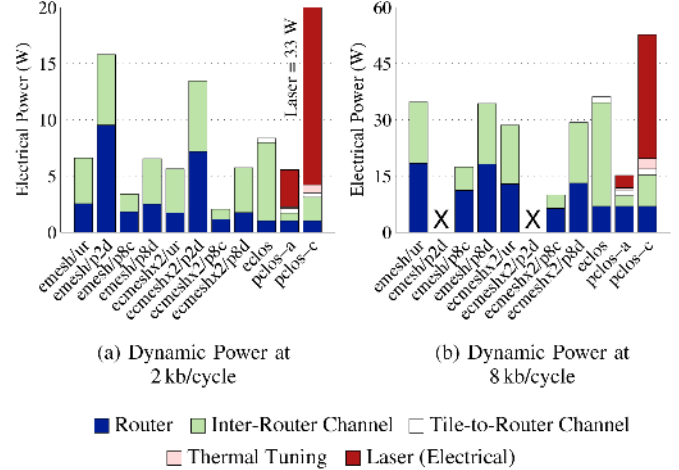 Electrical Power (W)
20
15
10
5
0
Laser = 33 W
emesh/ur
emesh/p2d
emesh/p8c
emesh/p8d
ecmeshx2/ur
ecmeshx2/p2d
ecmeshx2/p8c
ecmeshx2/p8d
eclos
pclos-a
pclos-c
(a) Dynamic Power at
2 kb/cycle
Electrical Power (W)
60
45
30
15
0
X
X
emesh/ur
emesh/p2d
emesh/p8c
emesh/p8d
ecmeshx2/ur
ecmeshx2/p2d
ecmeshx2/p8c
ecmeshx2/p8d
eclos
pclos-a
pclos-c
(b) Dynamic Power at
8 kb/cycle
Router
Inter-Router Channel
Tile-to-Router Channel
Thermal Tuning
Laser (Electrical)